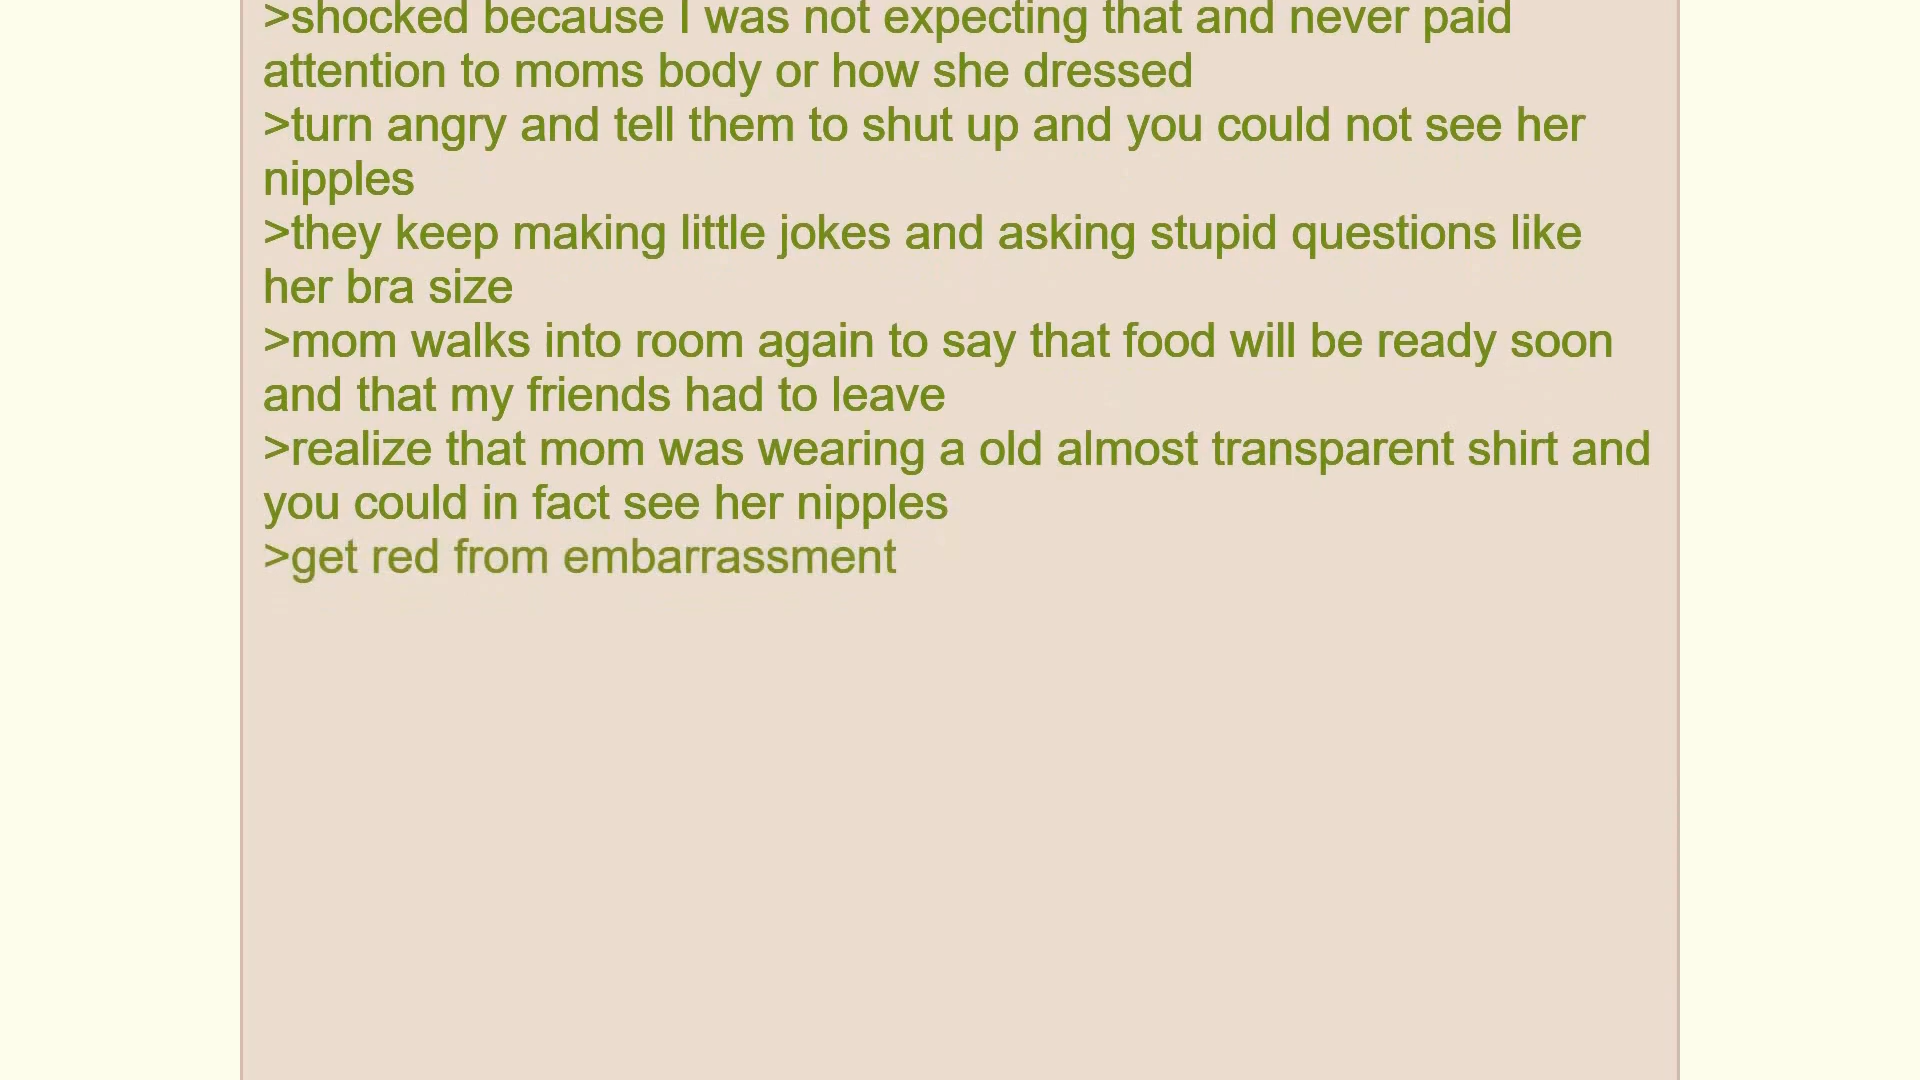 >shocked because I was not expecting that and never paid
attention to moms body or how she dressed
>turn angry and tell them to shut up and you could not see her
nipples
>they keep making little jokes and asking stupid questions like
her bra size
>mom walks into room again to say that food will be ready soon
and that my friends had to leave
>realize that mom was wearing a old almost transparent shirt and
you could in fact see her nipples
>get red from embarrassment